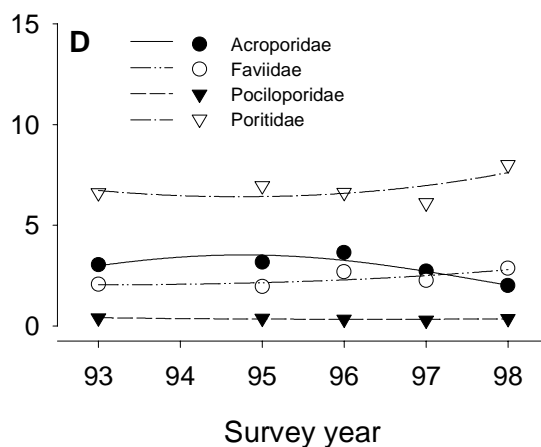 15
D
Acroporidae
Faviidae
Pociloporidae
Poritidae
10
5
0
93 94 95 96 97 98
Survey year